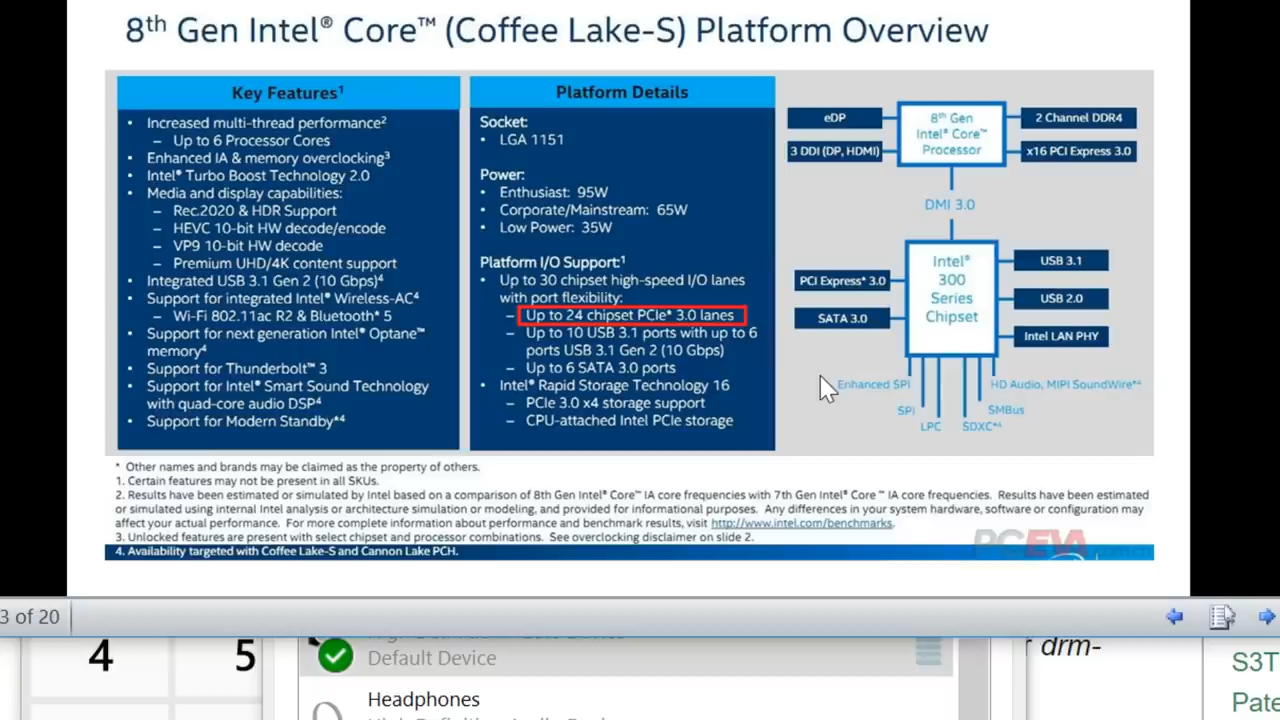 8th Gen Intel® Core™ (Coffee Lake-S) Platform Overview
Key Features1
• Increased multi-thread performance2
– Up to 6 Processor Cores
• Enhanced IA & memory overclocking3
• Intel® Turbo Boost Technology 2.0
• Media and display capabilities:
– Rec.2020 & HDR Support
– HEVC 10-bit HW decode/encode
– VP9 10-bit HW decode
– Premium UHD/4K content support
• Integrated USB 3.1 Gen 2 (10 Gbps)4
• Support for integrated Intel® Wireless-AC4
– Wi-Fi 802.11ac R2 & Bluetooth® 5
• Support for next generation Intel® Optane™
memory4
• Support for Thunderbolt™ 3
• Support for Intel® Smart Sound Technology
with quad-core audio DSP4
• Support for Modern Standby*4
Platform Details
Socket:
• LGA 1151
Power:
• Enthusiast: 95W
• Corporate/Mainstream: 65W
• Low Power: 35W
Platform I/O Support:1
• Up to 30 chipset high-speed I/O lanes
with port flexibility:
– Up to 24 chipset PCIe* 3.0 lanes
– Up to 10 USB 3.1 ports with up to 6
ports USB 3.1 Gen 2 (10 Gbps)
– Up to 6 SATA 3.0 ports
• Intel® Rapid Storage Technology 16
– PCIe 3.0 x4 storage support
– CPU-attached Intel PCIe storage
eDP
3 DDI (DP, HDMI)
8th Gen
Intel® Core™
Processor
2 Channel DDR4
x16 PCI Express 3.0
DMI 3.0
PCI Express* 3.0
SATA 3.0
Intel®
300
Series
Chipset
USB 3.1
USB 2.0
Intel LAN PHY
Enhanced SPI
SPI
LPC
SDXC*4
SMBus
HD Audio, MIPI SoundWire*4
* Other names and brands may be claimed as the property of others.
1. Certain features may not be present in all SKUs.
2. Results have been estimated or simulated by Intel based on a comparison of 8th Gen Intel® Core™ IA core frequencies with 7th Gen Intel® Core ™ IA core frequencies. Results have been estimated
or simulated using internal Intel analysis or architecture simulation or modeling, and provided for informational purposes. Any differences in your system hardware, software or configuration may
affect your actual performance. For more complete information about performance and benchmark results, visit http://www.intel.com/benchmarks.
3. Unlocked features are present with select chipset and processor combinations. See overclocking disclaimer on slide 2.
4. Availability targeted with Coffee Lake-S and Cannon Lake PCH.
PCEVA
.com.cn
3 of 20
4
5
Default Device
Headphones
drm-
S3T
Pate